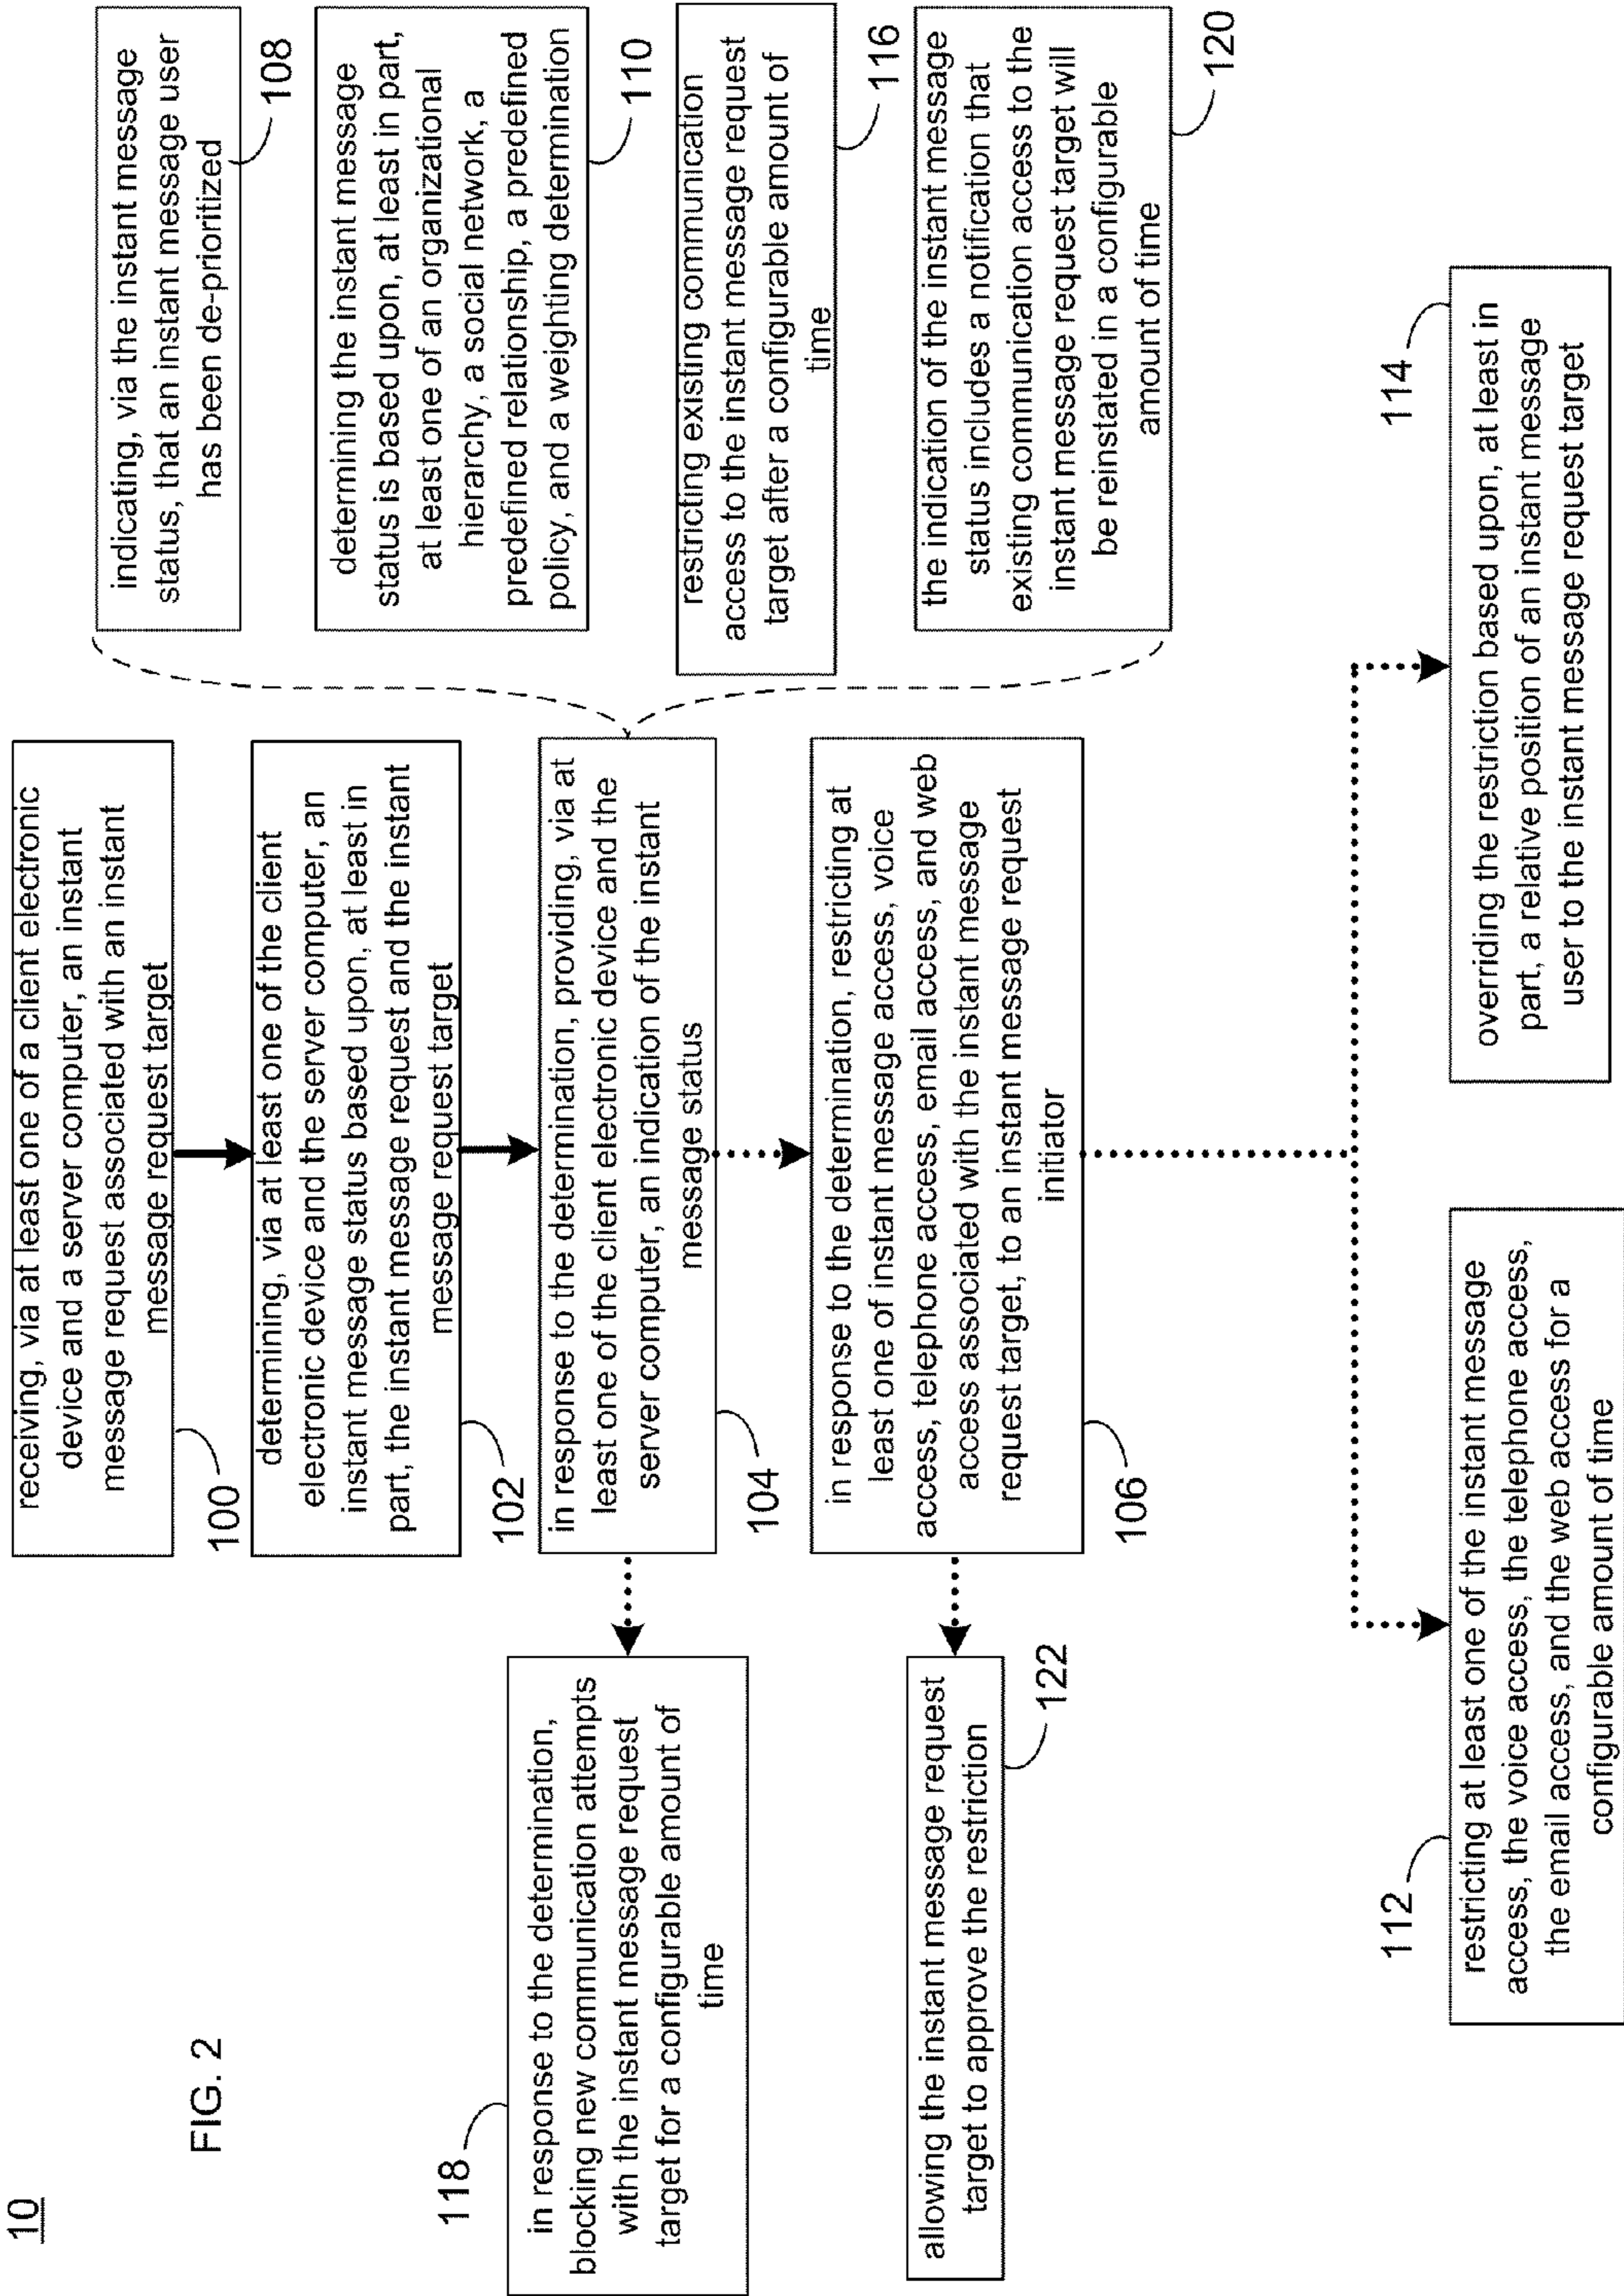 10
FIG. 2
receiving, via at least one of a client electronic
device and a server computer, an instant
message request associated with an instant
message request target
100
determining, via at least one of the client
electronic device and the server computer, an
instant message status based upon, at least in
part, the instant message request and the instant
message request target
102
in response to the determination, providing, via at
least one of the client electronic device and the
server computer, an indication of the instant
message status
104
in response to the determination, restricting at
least one of instant message access, voice
access, telephone access, email access, and web
access associated with the instant message
request target, to an instant message request
initiator
106
indicating, via the instant message
status, that an instant message user
has been de-prioritized
108
determining the instant message
status is based upon, at least in part,
at least one of an organizational
hierarchy, a social network, a
predefined relationship, a predefined
policy, and a weighting determination
110
restricting existing communication
access to the instant message request
target after a configurable amount of
time
116
the indication of the instant message
status includes a notification that
existing communication access to the
instant message request target will
be reinstated in a configurable
amount of time
120
118
in response to the determination,
blocking new communication attempts
with the instant message request
target for a configurable amount of
time
allowing the instant message request
target to approve the restriction
122
112
restricting at least one of the instant message
access, the voice access, the telephone access,
the email access, and the web access for a
configurable amount of time
114
overriding the restriction based upon, at least in
part, a relative position of an instant message
user to the instant message request target